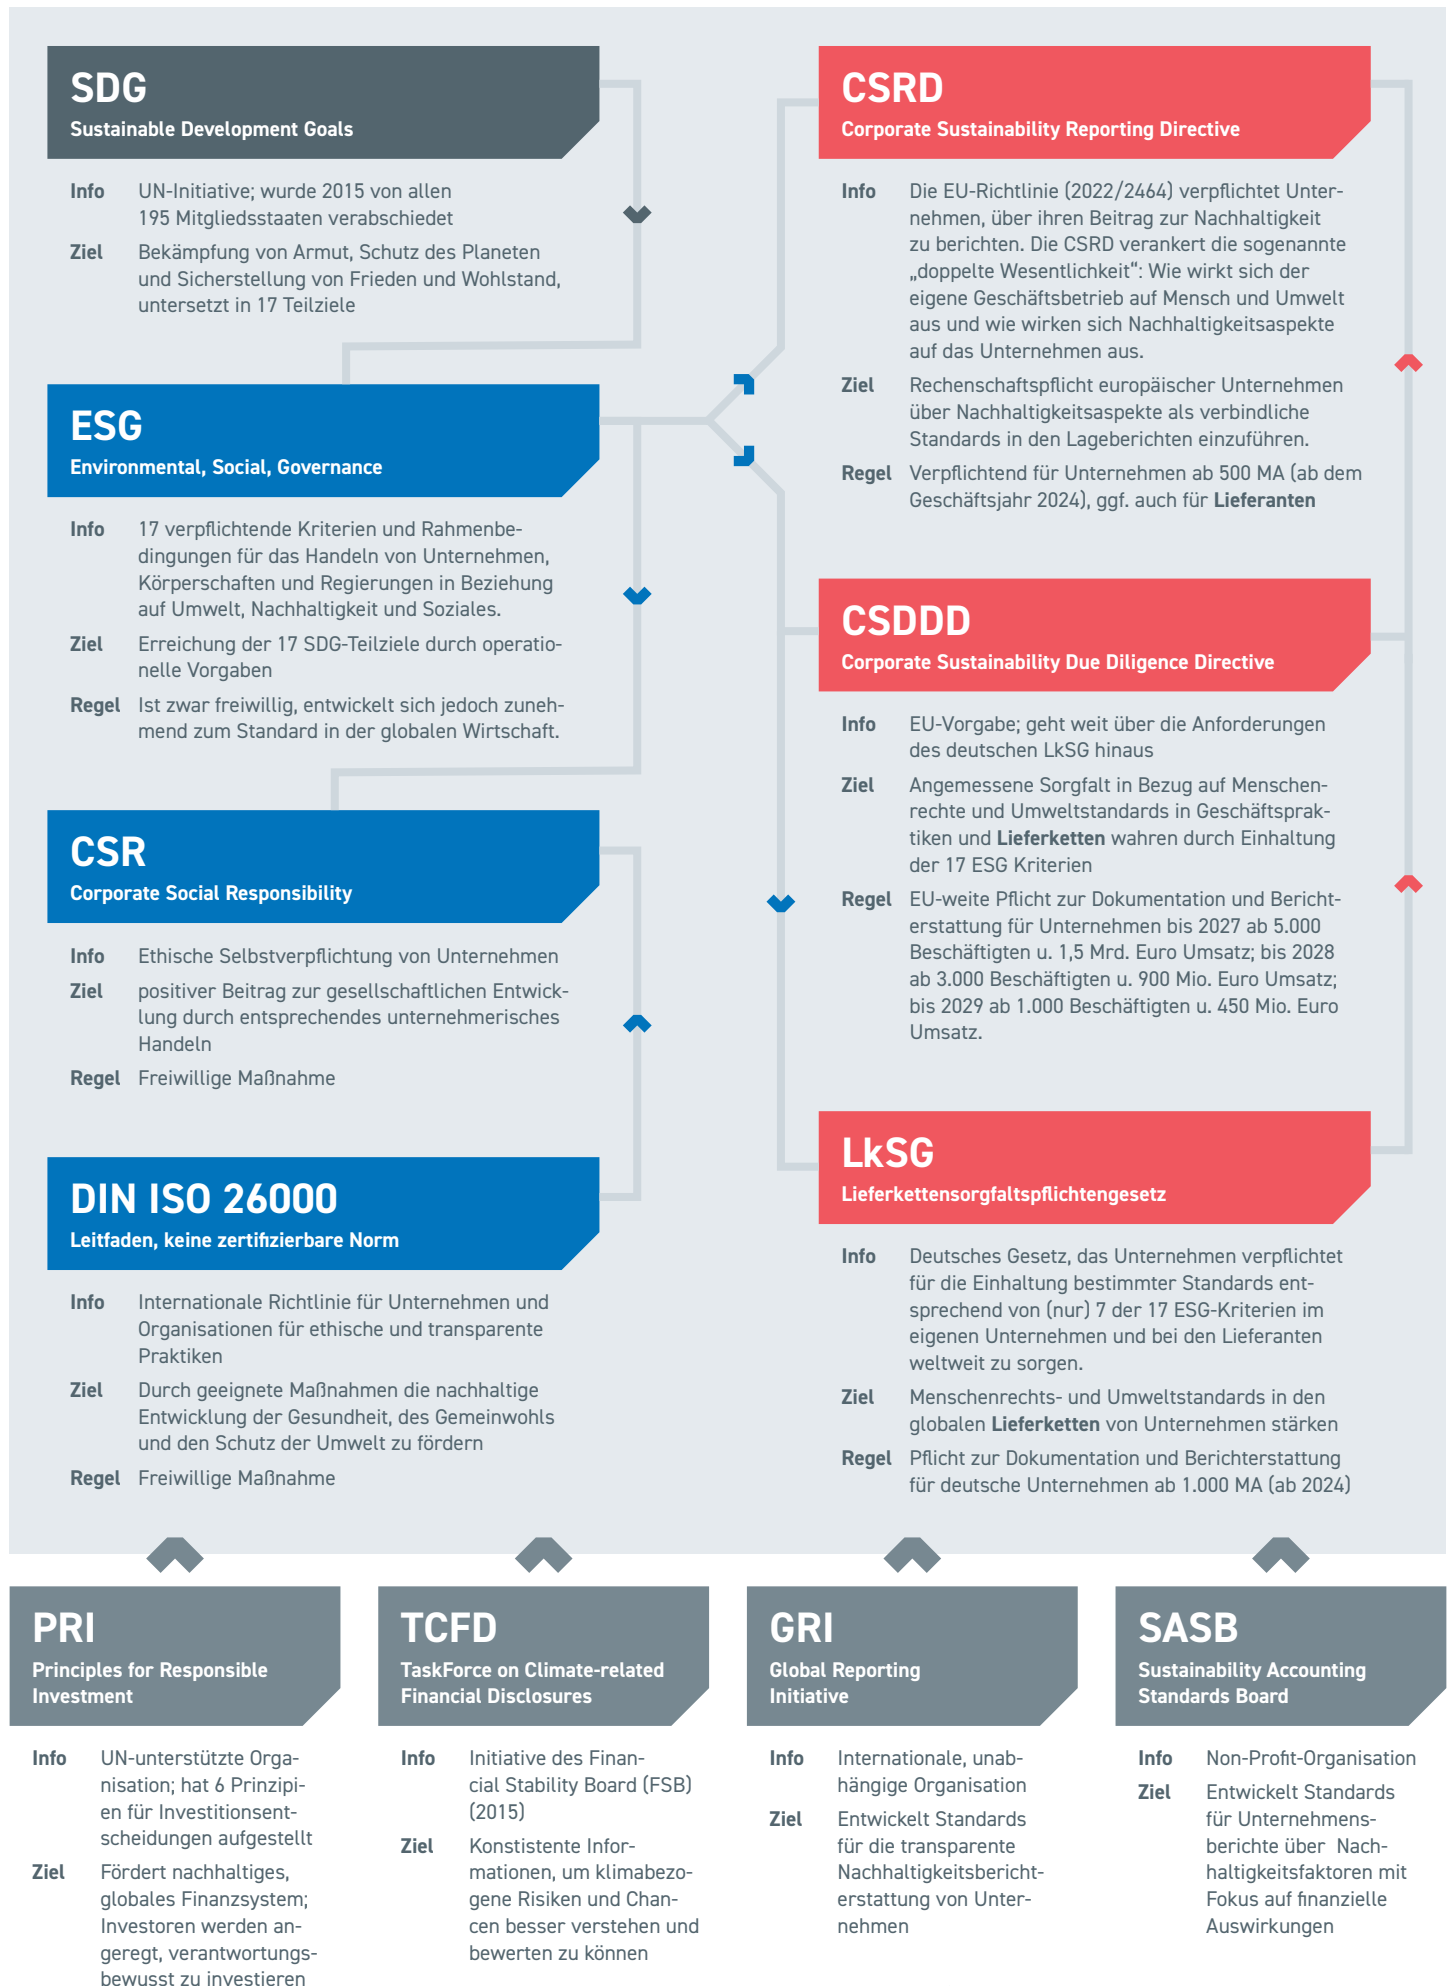 SDG
Sustainable Development Goals
Info UN-Initiative; wurde 2015 von allen
195 Mitgliedsstaaten verabschiedet
Ziel Bekämpfung von Armut, Schutz des Planeten
und Sicherstellung von Frieden und Wohlstand,
untersetzt in 17 Teilziele
ESG
Environmental, Social, Governance
Info 17 verpflichtende Kriterien und Rahmenbe-
dingungen für das Handeln von Unternehmen,
Körperschaften und Regierungen in Beziehung
auf Umwelt, Nachhaltigkeit und Soziales.
Ziel Erreichung der 17 SDG-Teilziele durch operatio-
nelle Vorgaben
Regel Ist zwar freiwillig, entwickelt sich jedoch zuneh-
mend zum Standard in der globalen Wirtschaft.
CSR
Corporate Social Responsibility
Info Ethische Selbstverpflichtung von Unternehmen
Ziel positiver Beitrag zur gesellschaftlichen Entwick-
lung durch entsprechendes unternehmerisches
Handeln
Regel Freiwillige Maßnahme
DIN ISO 26000
Leitfaden, keine zertifizierbare Norm
Info Internationale Richtlinie für Unternehmen und
Organisationen für ethische und transparente
Praktiken
Ziel Durch geeignete Maßnahmen die nachhaltige
Entwicklung der Gesundheit, des Gemeinwohls
und den Schutz der Umwelt zu fördern
Regel Freiwillige Maßnahme
CSRD
Corporate Sustainability Reporting Directive
Info Die EU-Richtlinie (2022/2464) verpflichtet Unter-
nehmen, über ihren Beitrag zur Nachhaltigkeit
zu berichten. Die CSRD verankert die sogenannte
„doppelte Wesentlichkeit“: Wie wirkt sich der
eigene Geschäftsbetrieb auf Mensch und Umwelt
aus und wie wirken sich Nachhaltigkeitsaspekte
auf das Unternehmen aus.
Ziel Rechenschaftspflicht europäischer Unternehmen
über Nachhaltigkeitsaspekte als verbindliche
Standards in den Lageberichten einzuführen.
Regel Verpflichtend für Unternehmen ab 500 MA (ab dem
Geschäftsjahr 2024), ggf. auch für Lieferanten
CSDDD
Corporate Sustainability Due Diligence Directive
Info EU-Vorgabe; geht weit über die Anforderungen
des deutschen LkSG hinaus
Ziel Angemessene Sorgfalt in Bezug auf Menschen-
rechte und Umweltstandards in Geschäftsprak-
tiken und Lieferketten wahren durch Einhaltung
der 17 ESG Kriterien
Regel EU-weite Pflicht zur Dokumentation und Bericht-
erstattung für Unternehmen bis 2027 ab 5.000
Beschäftigten u. 1,5 Mrd. Euro Umsatz; bis 2028
ab 3.000 Beschäftigten u. 900 Mio. Euro Umsatz;
bis 2029 ab 1.000 Beschäftigten u. 450 Mio. Euro
Umsatz.
LkSG
Lieferkettensorgfaltspflichtengesetz
Info Deutsches Gesetz, das Unternehmen verpflichtet
für die Einhaltung bestimmter Standards ent-
sprechend von (nur) 7 der 17 ESG-Kriterien im
eigenen Unternehmen und bei den Lieferanten
weltweit zu sorgen.
Ziel Menschenrechts- und Umweltstandards in den
globalen Lieferketten von Unternehmen stärken
Regel Pflicht zur Dokumentation und Berichterstattung
für deutsche Unternehmen ab 1.000 MA (ab 2024)
PRI
Principles for Responsible
Investment
Info UN-unterstützte Orga-
nisation; hat 6 Prinzipi-
en für Investitionsent-
scheidungen aufgestellt
Ziel Fördert nachhaltiges,
globales Finanzsystem;
Investoren werden an-
geregt, verantwortungs-
bewusst zu investieren
TCFD
TaskForce on Climate-related
Financial Disclosures
Info Initiative des Finan-
cial Stability Board (FSB)
(2015)
Ziel Konstistente Infor-
mationen, um klimabezo-
gene Risiken und Chan-
cen besser verstehen und
bewerten zu können
GRI
Global Reporting
Initiative
Info Internationale, unab-
hängige Organisation
Ziel Entwickelt Standards
für die transparente
Nachhaltigkeitsbericht-
erstattung von Unter-
nehmen
SASB
Sustainability Accounting
Standards Board
Info Non-Profit-Organisation
Ziel Entwickelt Standards
für Unternehmens-
berichte über Nach-
haltigkeitsfaktoren mit
Fokus auf finanzielle
Auswirkungen